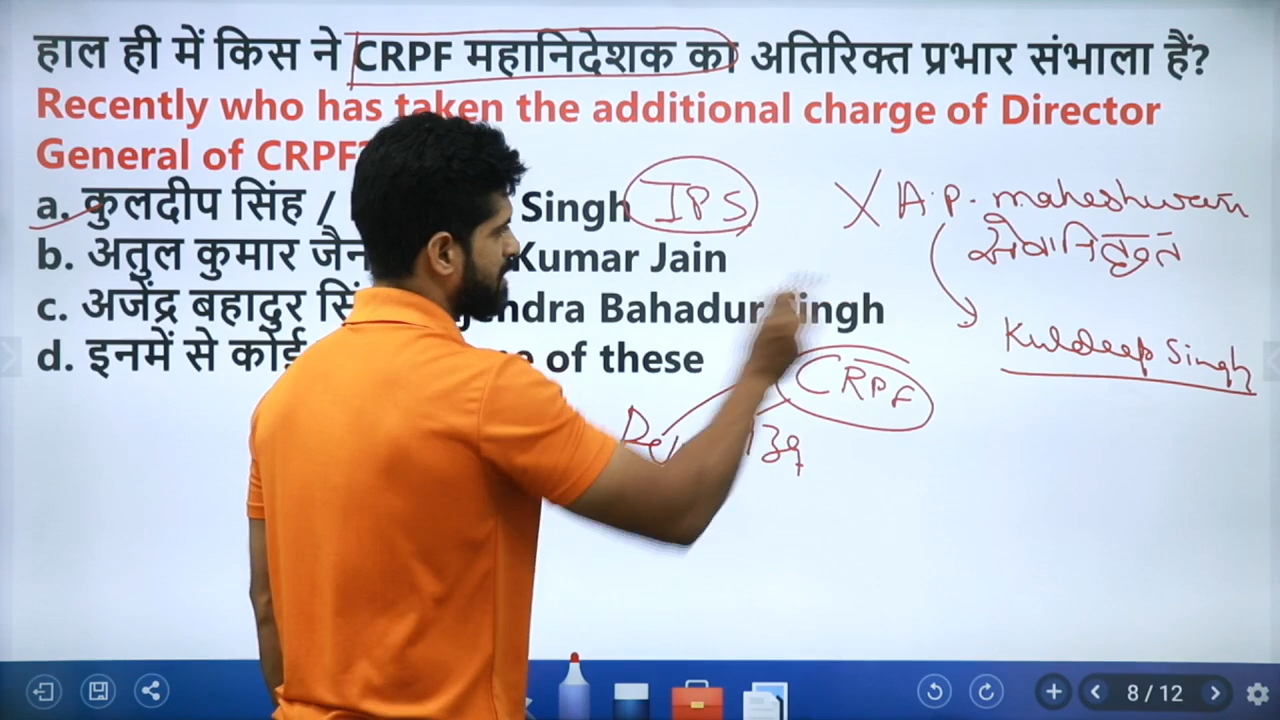 हाल ही में किस ने CRPF महानिदेशक का अतिरिक्त प्रभार संभाला हैं?
Recently who has taken the additional charge of Director
General of CRPF
a. कुलदीप सिंह / Singh IPS
b. अतुल कुमार जैन Kumar Jain
c. अजेंद्र बहादुर Bahadur Singh
d. इनमें से कोई of these
X A.P. maheshwari
सेवानिवृत्त
Kuldeep Singh
CRPF
8 / 12